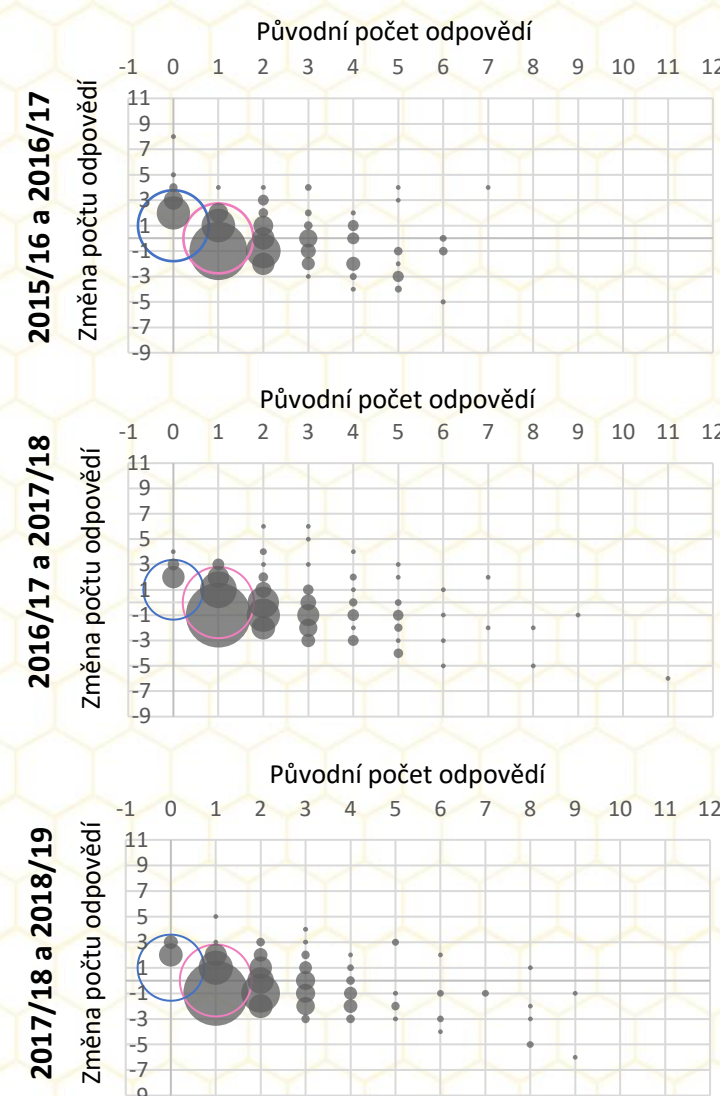 Původní počet odpovědí
-1 0 1 2 3 4 5 6 7 8 9 10 11 12
2015/16 a 2016/17
Změna počtu odpovědí
11
9
7
5
3
1
-1
-3
-5
-7
-9
Původní počet odpovědí
-1 0 1 2 3 4 5 6 7 8 9 10 11 12
2016/17 a 2017/18
Změna počtu odpovědí
11
9
7
5
3
1
-1
-3
-5
-7
-9
Původní počet odpovědí
-1 0 1 2 3 4 5 6 7 8 9 10 11 12
2017/18 a 2018/19
Změna počtu odpovědí
11
9
7
5
3
1
-1
-3
-5
-7
-9